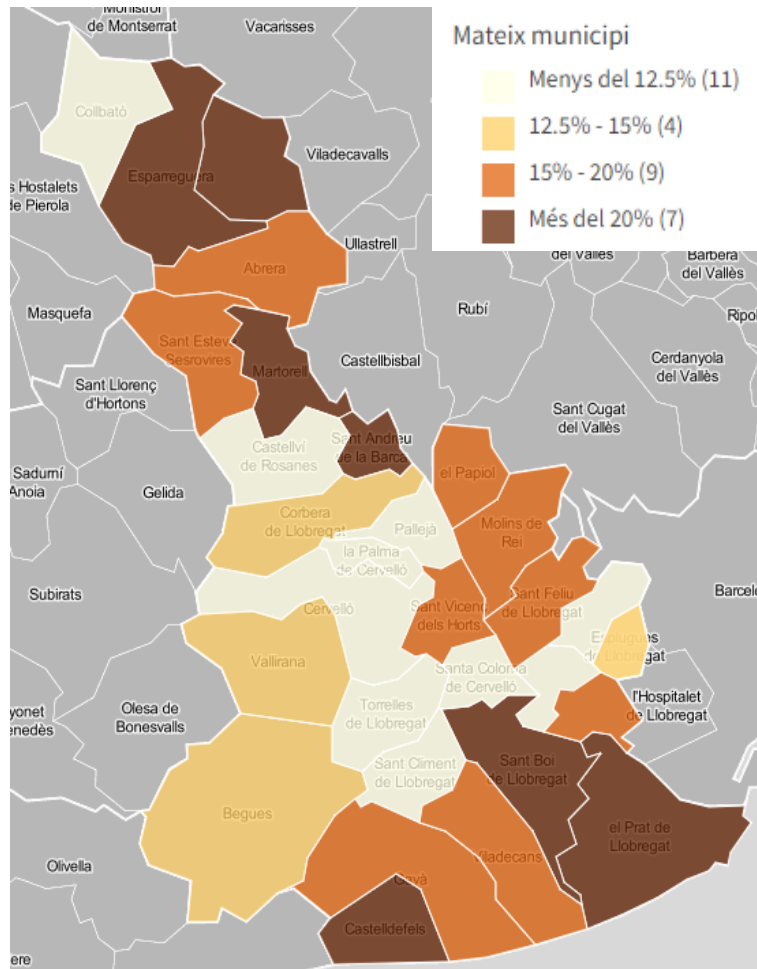 Monistrol
de Montserrat
Vacarisses
Mateix municipi
Menys del 12.5% (11)
12.5% - 15% (4)
15% - 20% (9)
Més del 20% (7)
Collbató
Viladecavalls
Esparreguera
s Hostalets
de Pierola
Ullastrell
del Vallès
Barberà
del Vallès
Abrera
Masquefa
Rubí
Ripol
Sant Esteve
Sesrovires
Martorell
Castellbisbal
Cerdanyola
del Vallès
Sant Llorenç
d'Hortons
Sant Cugat
del Vallès
Castellví
de Rosanes
Sant Andreu
de la Barca
Sadurní
Anoia
Gelida
el Papiol
Corbera
de Llobregat
Pallejà
Molins de
Rei
la Palma
de Cervelló
Subirats
Barcelo
Cervelló
Sant Vicenç
dels Horts
Sant Feliu
de Llobregat
Esplugues
de Llobregat
Vallirana
Santa Coloma
de Cervelló
Olesa de
Bonesvalls
yonet
enedès
Torrelles
de Llobregat
l'Hospitalet
de Llobregat
Sant Climent
de Llobregat
Sant Boi
de Llobregat
Begues
el Prat de
Llobregat
Viladecans
Olivella
Gavà
Castelldefels
ere